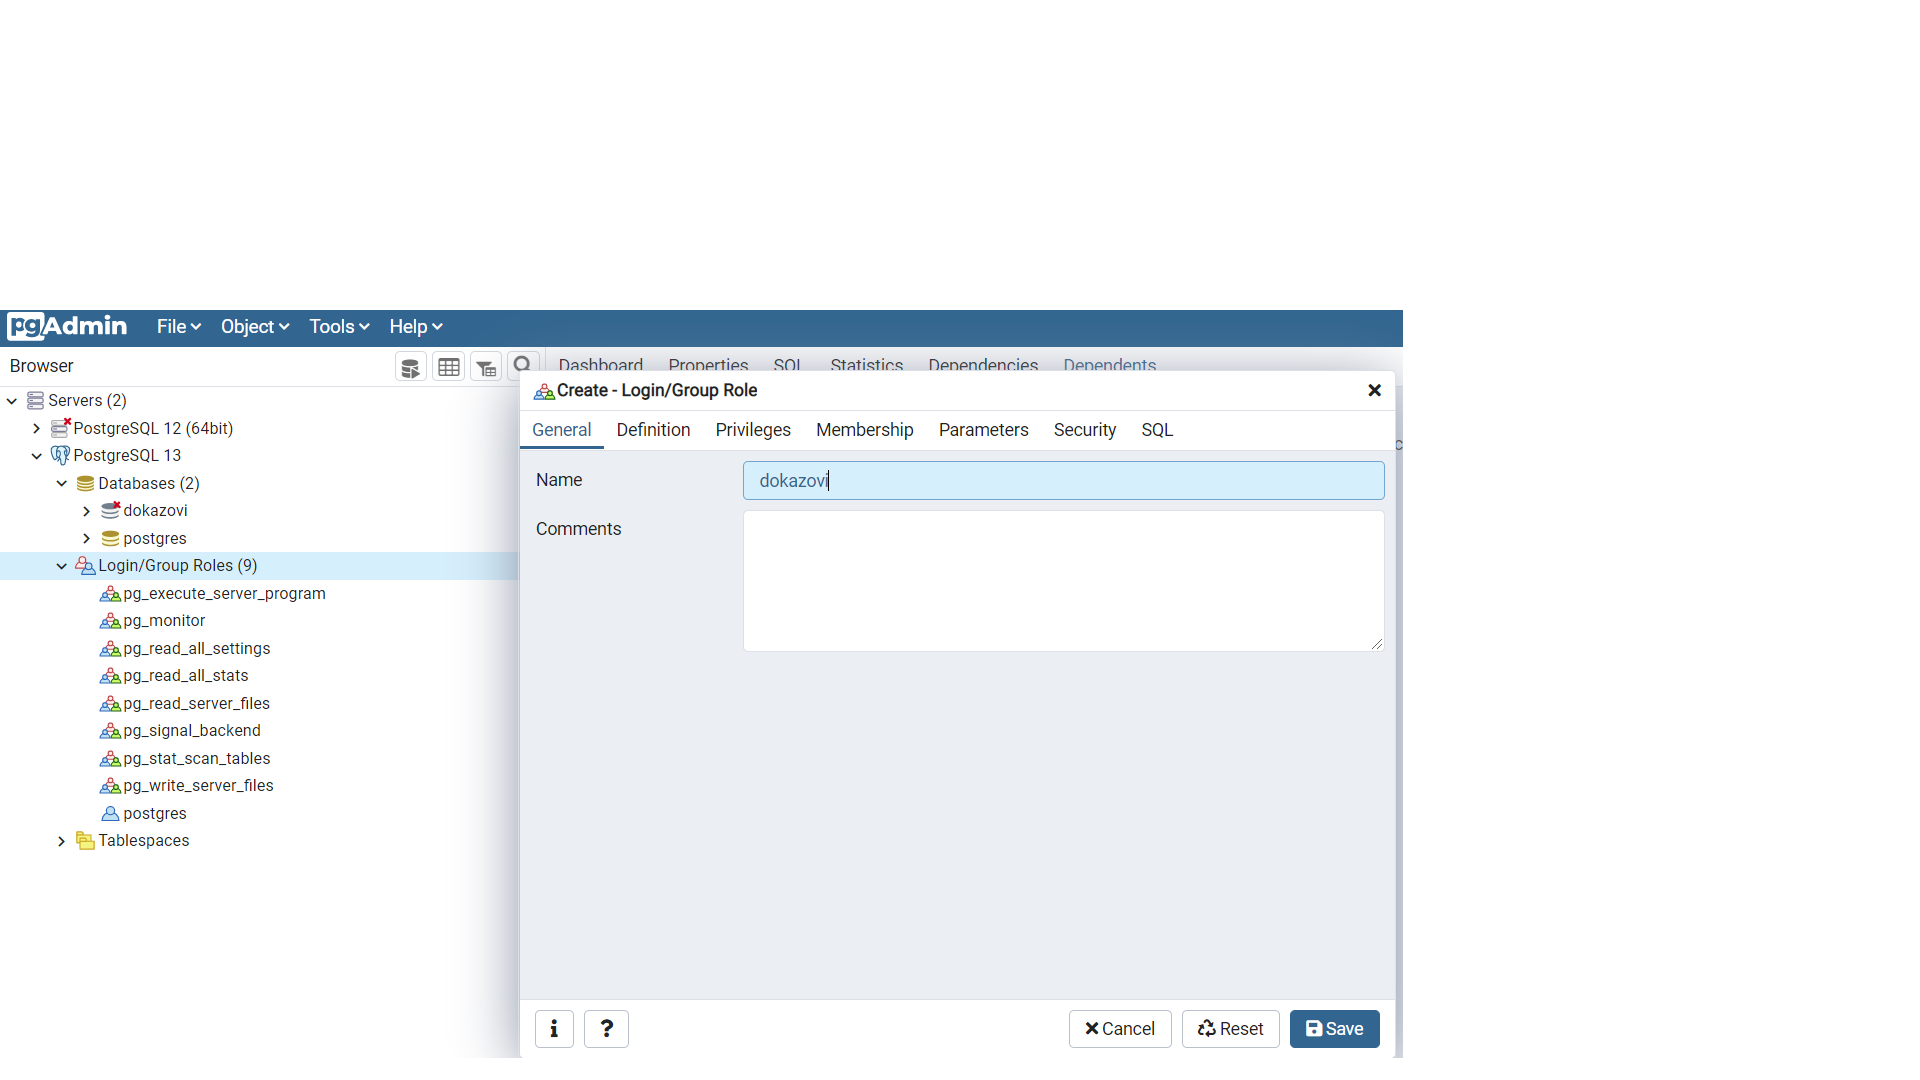 pgAdmin File Object Tools Help
Browser
Dashboard Properties SQL Statistics Dependencies Dependents
Servers (2)
PostgreSQL 12 (64bit)
PostgreSQL 13
Databases (2)
dokazovi
postgres
Login/Group Roles (9)
pg_execute_server_program
pg_monitor
pg_read_all_settings
pg_read_all_stats
pg_read_server_files
pg_signal_backend
pg_stat_scan_tables
pg_write_server_files
postgres
Tablespaces
Create - Login/Group Role
General Definition Privileges Membership Parameters Security SQL
Name dokazovi
Comments
i ? Cancel Reset Save